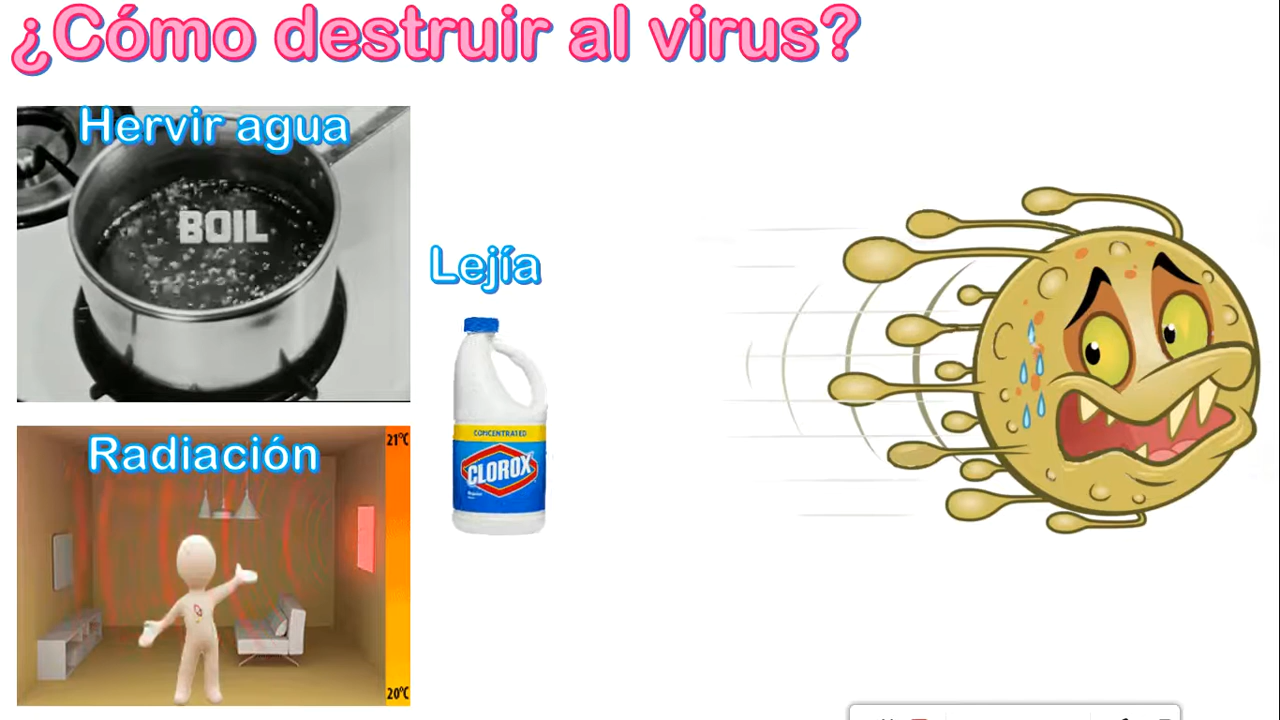 ¿Cómo destruir al virus?
Hervir agua
BOIL
Lejía
CONCENTRATED
CLOROX
Radiación
21°C
20°C